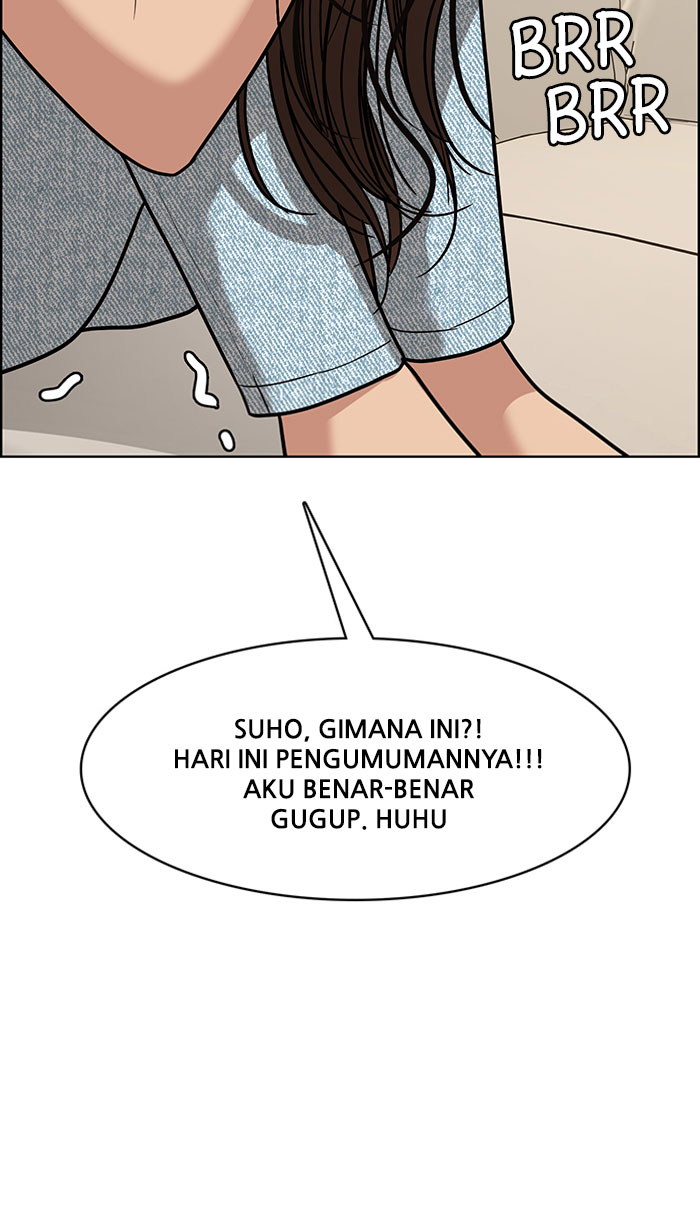 BRR
BRR
SUHO, GIMANA INI?!
HARI INI PENGUMUMANNYA!!!
AKU BENAR-BENAR
GUGUP. HUHU